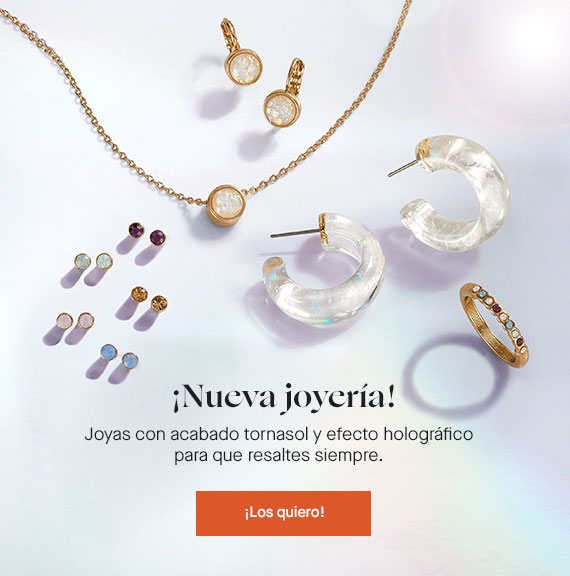 ¡Nueva joyería!
Joyas con acabado tornasol y efecto holográfico
para que resaltes siempre.
¡Los quiero!